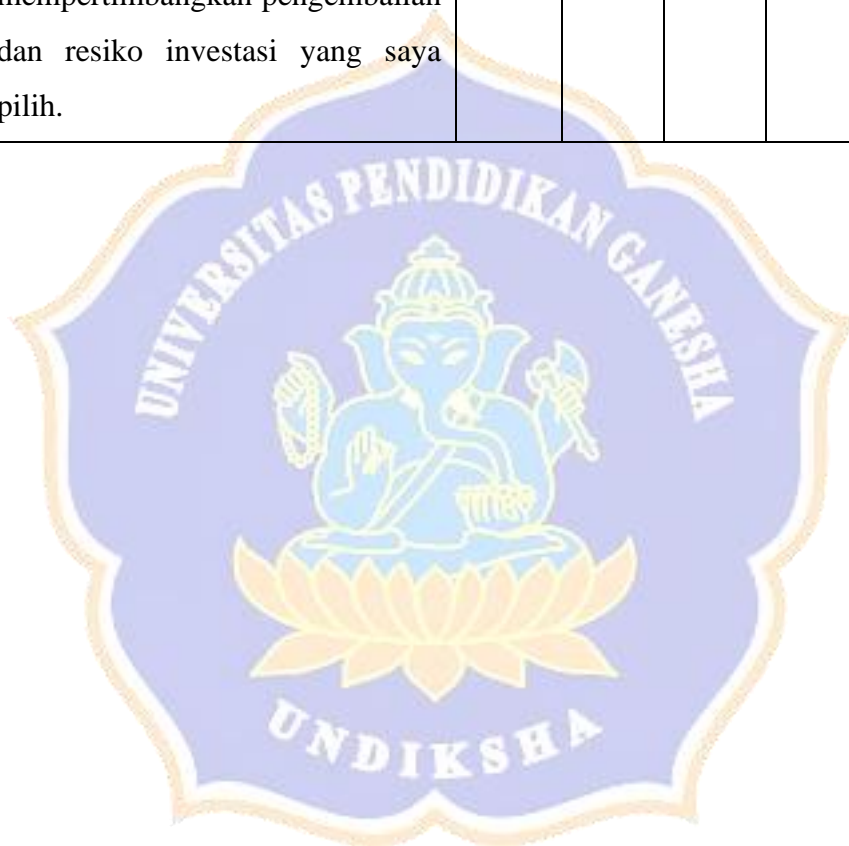 mempertimbangkan pengembalian
dan resiko investasi yang saya
pilih.
UNIVERSITAS PENDIDIKAN GANESHA
UNDIKSHA